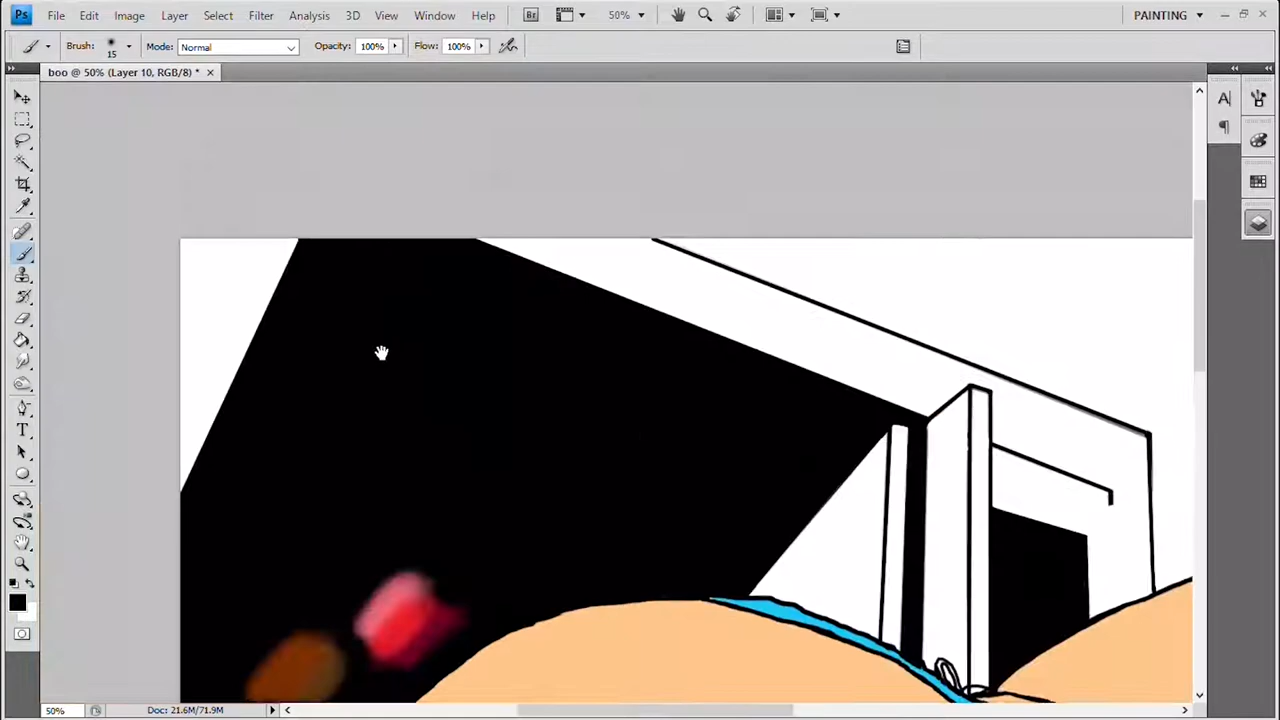 Ps File Edit Image Layer Select Filter Analysis 3D View Window Help Br 50% PAINTING
Brush: 15 Mode: Normal Opacity: 100% Flow: 100%
boo @ 50% (Layer 10, RGB/8) *
A
T
50% Doc: 21.6M/71.9M